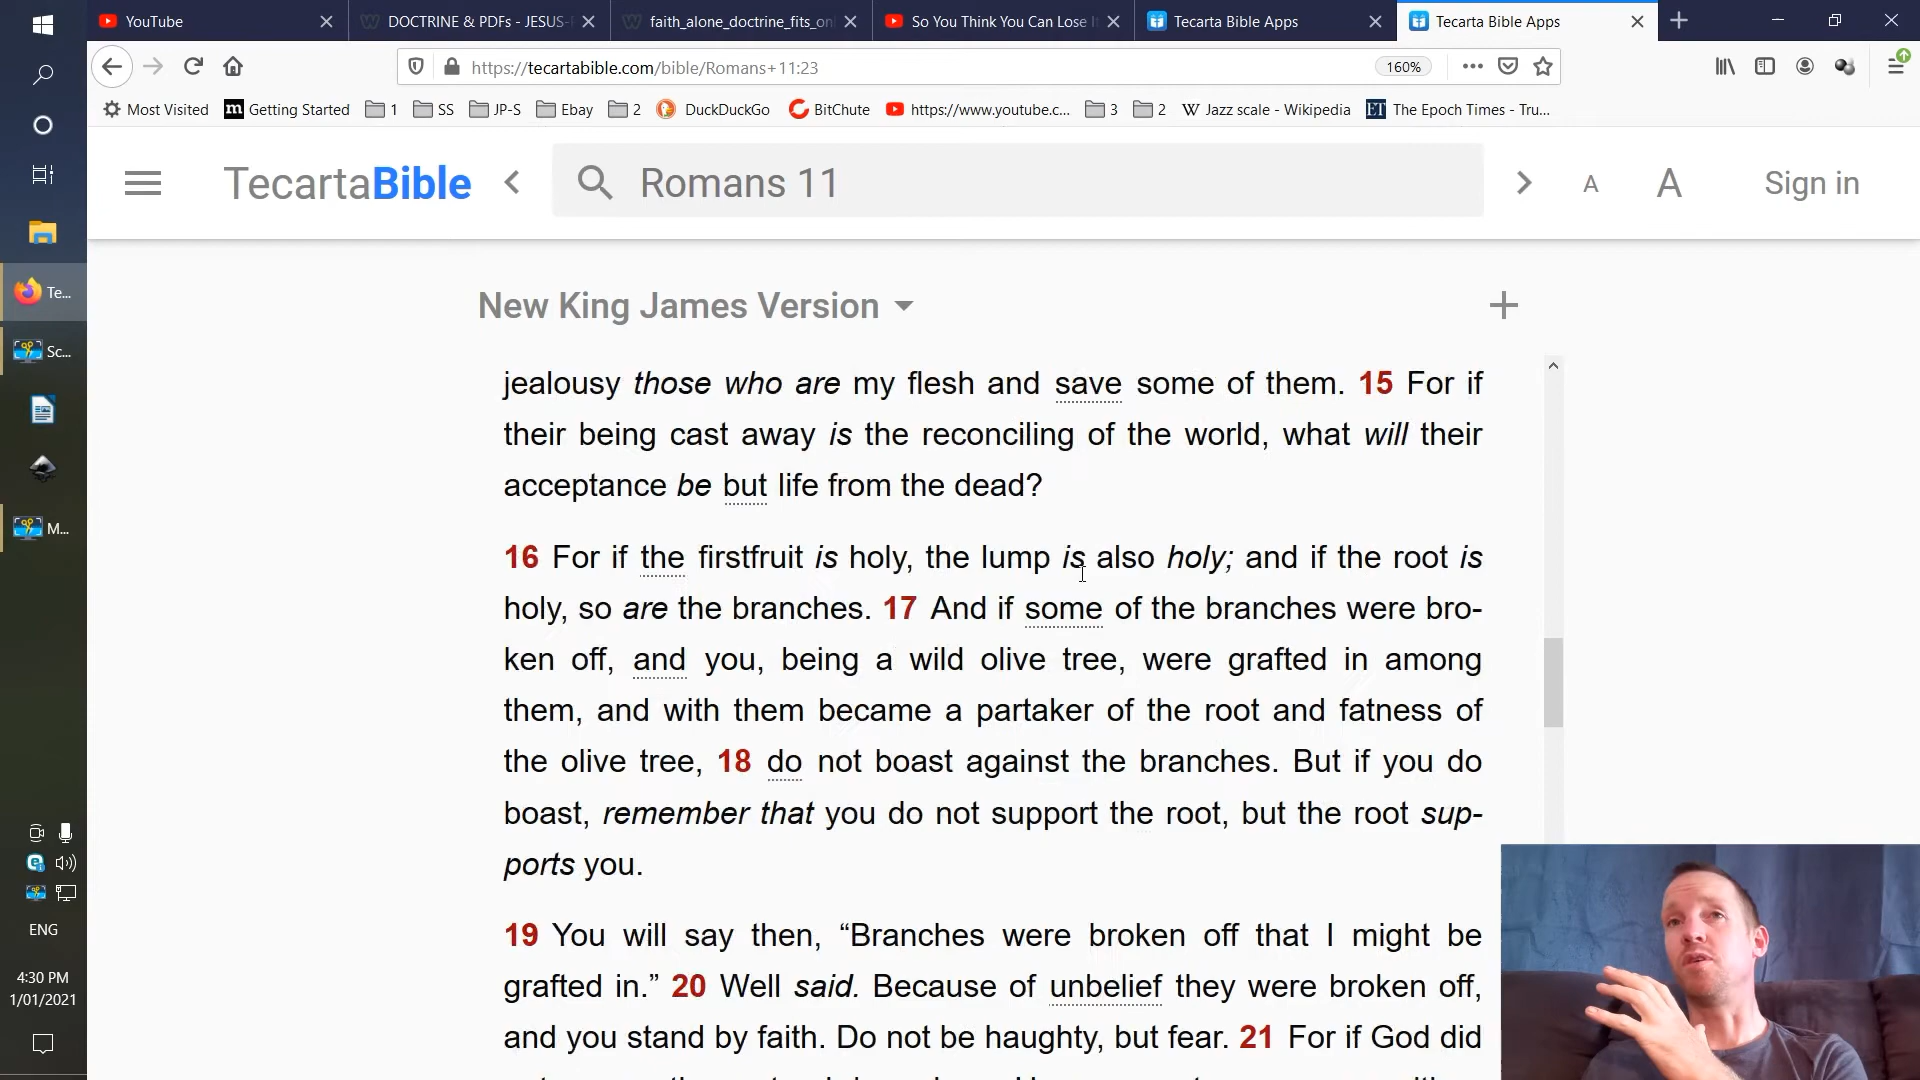 YouTube
DOCTRINE & PDFs - JESUS-
faith_alone_doctrine_fits_on
So You Think You Can Lose I
Tecarta Bible Apps
Tecarta Bible Apps
https://tecartabible.com/bible/Romans+11:23
160%
Most Visited
Getting Started
1
SS
JP-S
Ebay
2
DuckDuckGo
BitChute
https://www.youtube.c...
3
2
Jazz scale - Wikipedia
ET The Epoch Times - Tru...
TecartaBible
Romans 11
A
A
Sign in
New King James Version
jealousy those who are my flesh and save some of them. 15 For if
their being cast away is the reconciling of the world, what will their
acceptance be but life from the dead?
16 For if the firstfruit is holy, the lump is also holy; and if the root is
holy, so are the branches. 17 And if some of the branches were bro-
ken off, and you, being a wild olive tree, were grafted in among
them, and with them became a partaker of the root and fatness of
the olive tree, 18 do not boast against the branches. But if you do
boast, remember that you do not support the root, but the root sup-
ports you.
19 You will say then, “Branches were broken off that I might be
grafted in.” 20 Well said. Because of unbelief they were broken off,
and you stand by faith. Do not be haughty, but fear. 21 For if God did
Te...
Sc...
M...
ENG
4:30 PM
1/01/2021